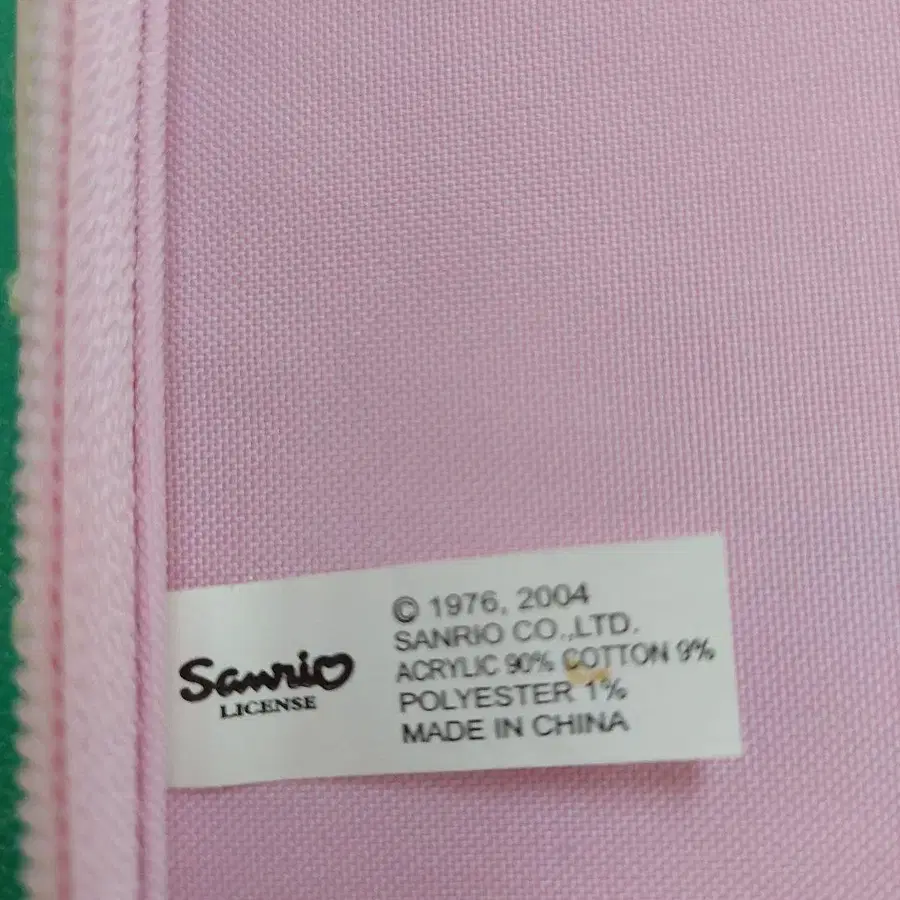 Sanrio
LICENSE
© 1976, 2004
SANRIO CO.,LTD.
ACRYLIC 90% COTTON 9%
POLYESTER 1%
MADE IN CHINA